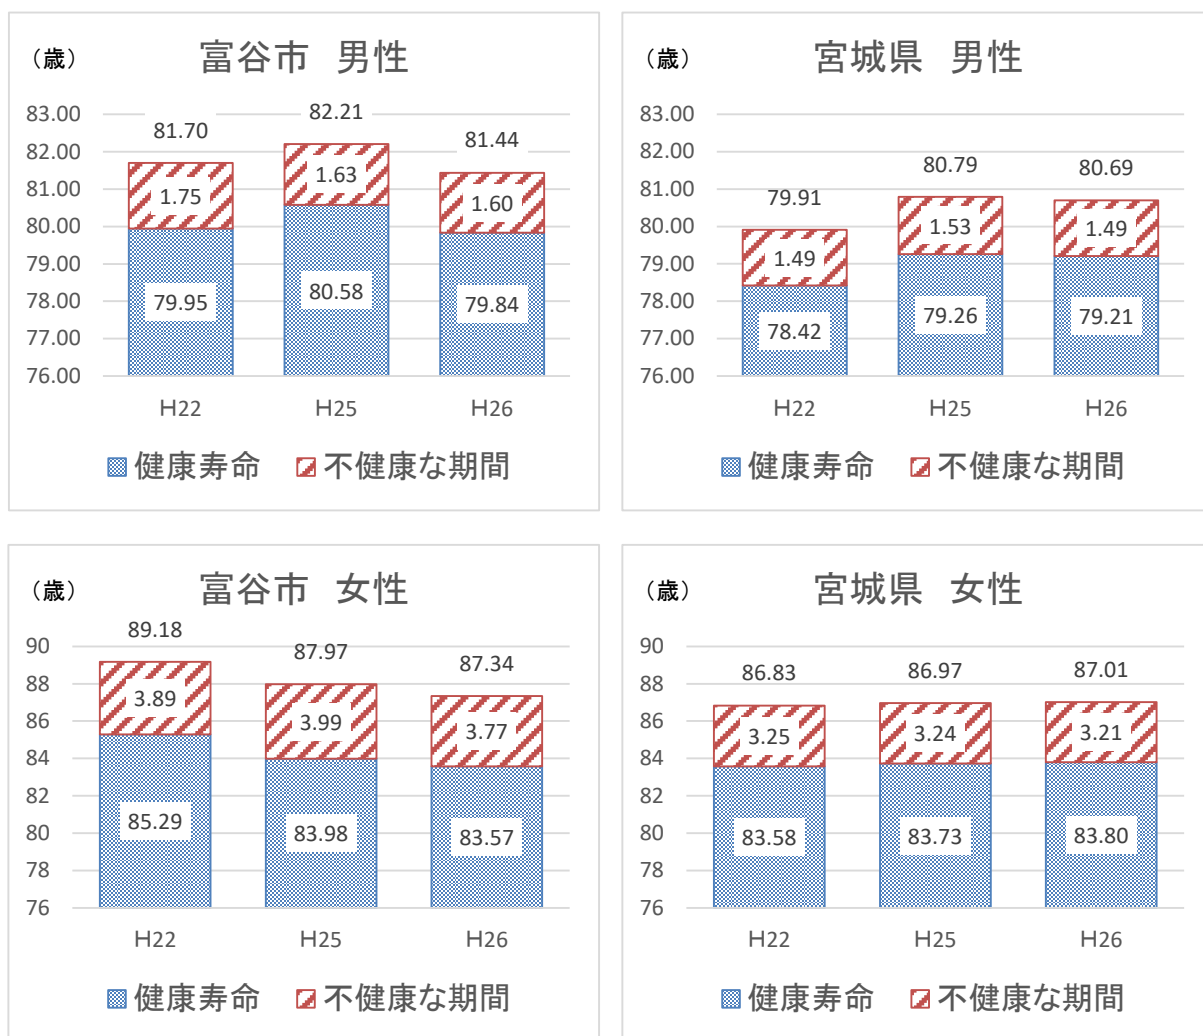 (歳) 富谷市 男性
83.00
82.00
81.00
80.00
79.00
78.00
77.00
76.00
81.70 82.21 81.44
1.75 1.63 1.60
79.95 80.58 79.84
H22 H25 H26
健康寿命 不健康な期間
(歳) 宮城県 男性
83.00
82.00
81.00
80.00
79.00
78.00
77.00
76.00
79.91 80.79 80.69
1.49 1.53 1.49
78.42 79.26 79.21
H22 H25 H26
健康寿命 不健康な期間
(歳) 富谷市 女性
90
88
86
84
82
80
78
76
89.18 87.97 87.34
3.89 3.99 3.77
85.29 83.98 83.57
H22 H25 H26
健康寿命 不健康な期間
(歳) 宮城県 女性
90
88
86
84
82
80
78
76
86.83 86.97 87.01
3.25 3.24 3.21
83.58 83.73 83.80
H22 H25 H26
健康寿命 不健康な期間